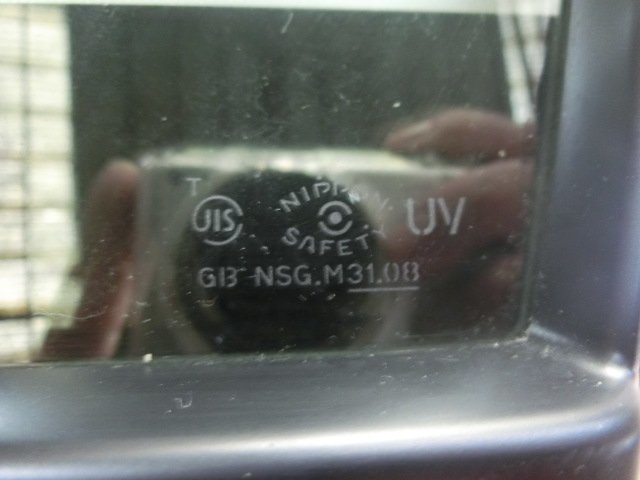 T
JIS
NIPPON
SAFETY
UV
GB NSG.M31.08